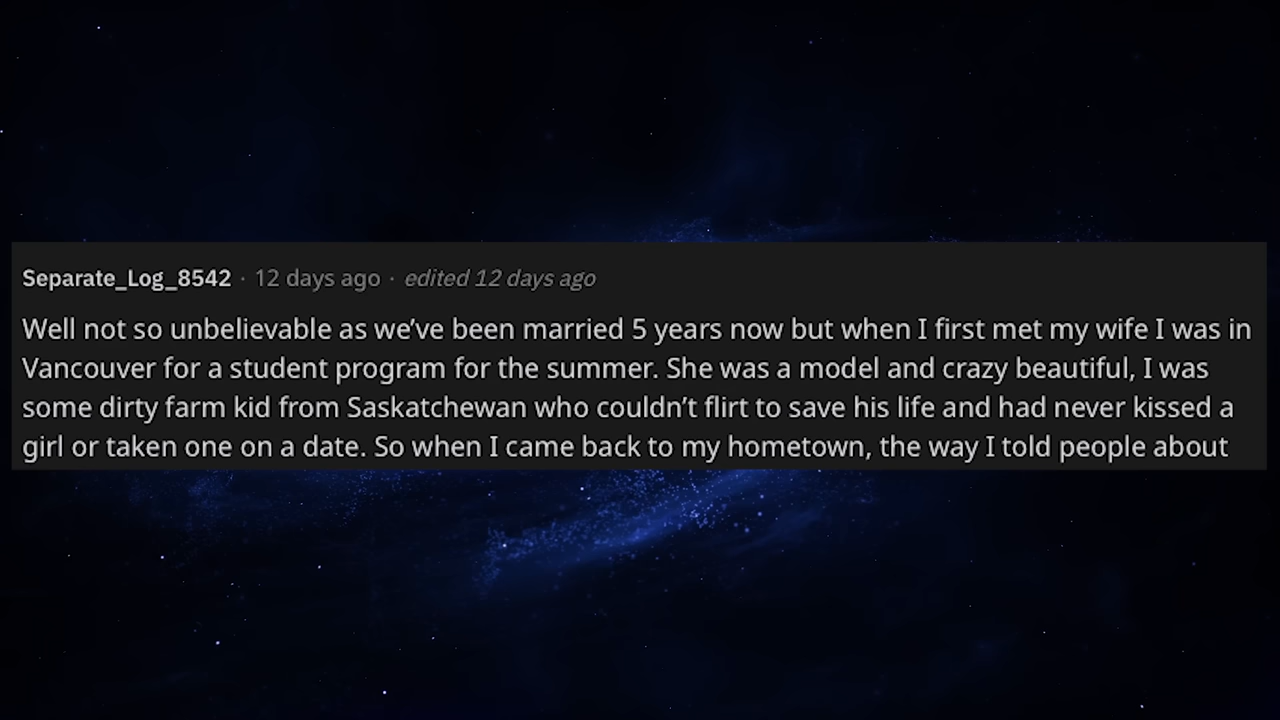 Separate_Log_8542 · 12 days ago · edited 12 days ago
Well not so unbelievable as we’ve been married 5 years now but when I first met my wife I was in
Vancouver for a student program for the summer. She was a model and crazy beautiful, I was
some dirty farm kid from Saskatchewan who couldn’t flirt to save his life and had never kissed a
girl or taken one on a date. So when I came back to my hometown, the way I told people about